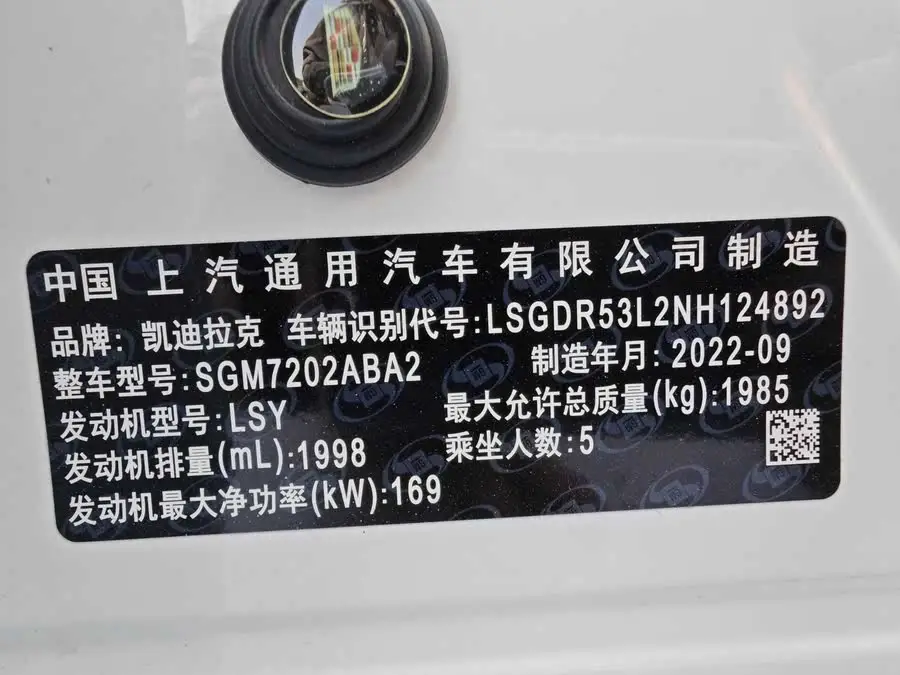 中国 上汽通用汽车有限公司制造
品牌: 凯迪拉克 车辆识别代号:LSGDR53L2NH124892
整车型号:SGM7202ABA2 制造年月: 2022-09
发动机型号:LSY 最大允许总质量(kg):1985
发动机排量(mL):1998 乘坐人数:5
发动机最大净功率(kW):169